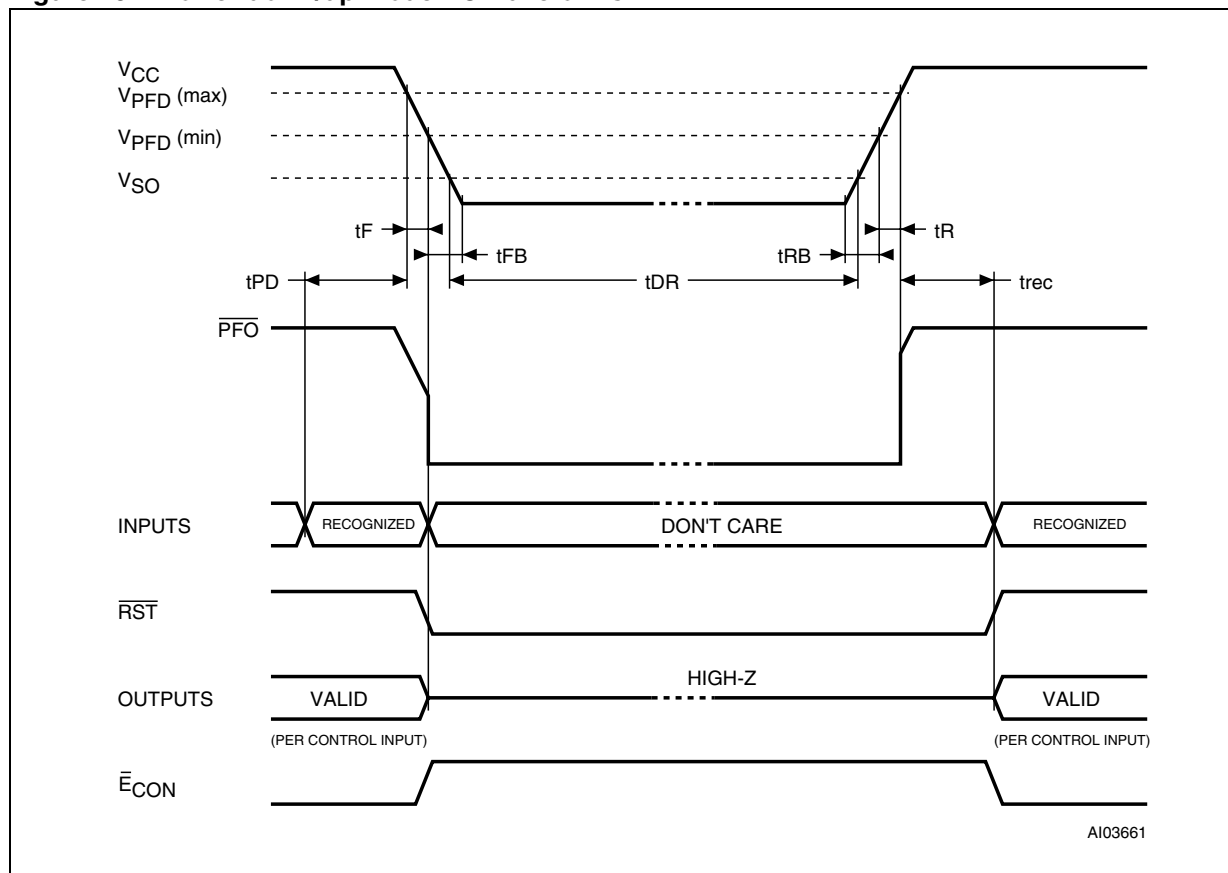 VCC
VPFD (max)
VPFD (min)
VSO
tF
tFB
tRB
tR
tPD
tDR
trec
PFO
INPUTS
RECOGNIZED
DON'T CARE
RECOGNIZED
RST
HIGH-Z
OUTPUTS
VALID
VALID
(PER CONTROL INPUT)
(PER CONTROL INPUT)
ECON
AI03661